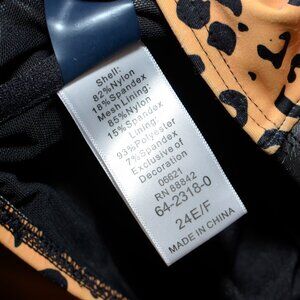 Shell:
82%Nylon
18%Spandex
Mesh Lining:
85%Nylon
15%Spandex
Lining:
93%Polyester
7%Spandex
Exclusive of
Decoration
06621
RN 88842
64-2318-0
24E/F
MADE IN CHINA